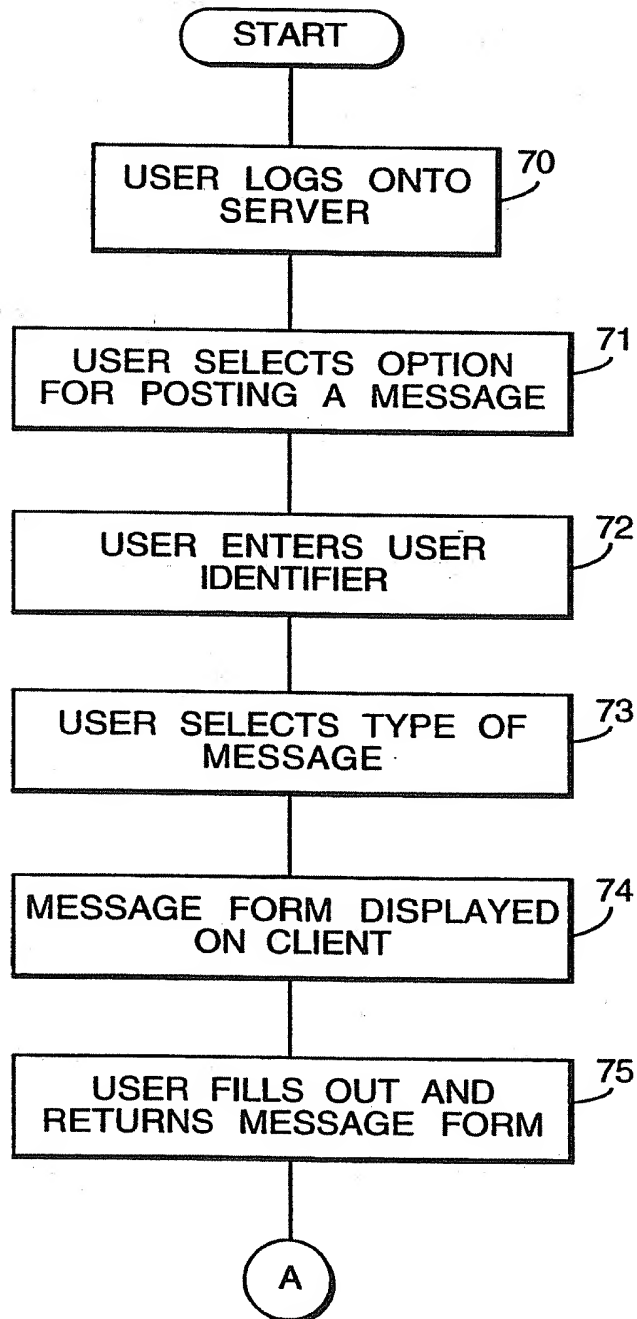 START
70
USER LOGS ONTO
SERVER
71
USER SELECTS OPTION
FOR POSTING A MESSAGE
72
USER ENTERS USER
IDENTIFIER
73
USER SELECTS TYPE OF
MESSAGE
74
MESSAGE FORM DISPLAYED
ON CLIENT
75
USER FILLS OUT AND
RETURNS MESSAGE FORM
A